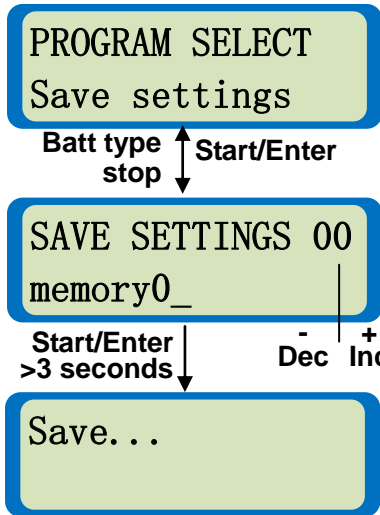 PROGRAM SELECT
Save settings
Batt type
stop
Start/Enter
SAVE SETTINGS 00
memory0_
Start/Enter
>3 seconds
- +
Dec Inc
Save...